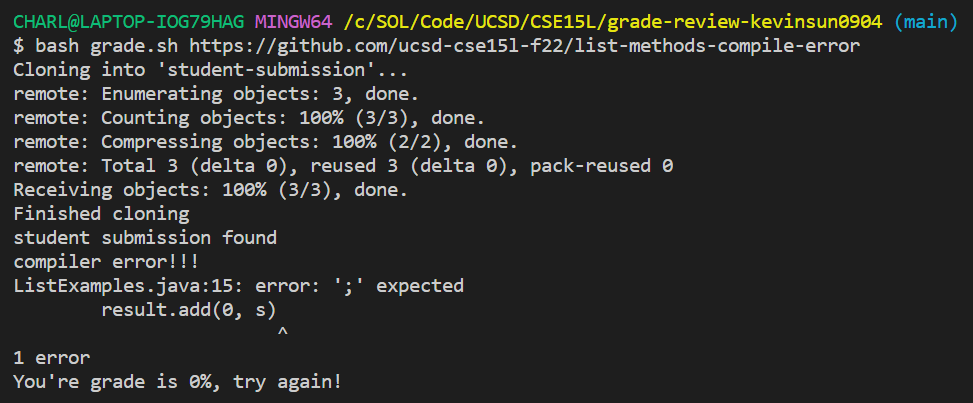 CHARL@LAPTOP-IOG79HAG MINGW64 /c/SOL/Code/UCSD/CSE15L/grade-review-kevinsun0904 (main)
$ bash grade.sh https://github.com/ucsd-cse15l-f22/list-methods-compile-error
Cloning into 'student-submission'...
remote: Enumerating objects: 3, done.
remote: Counting objects: 100% (3/3), done.
remote: Compressing objects: 100% (2/2), done.
remote: Total 3 (delta 0), reused 3 (delta 0), pack-reused 0
Receiving objects: 100% (3/3), done.
Finished cloning
student submission found
compiler error!!!
ListExamples.java:15: error: ';' expected
        result.add(0, s)
                        ^
1 error
You're grade is 0%, try again!